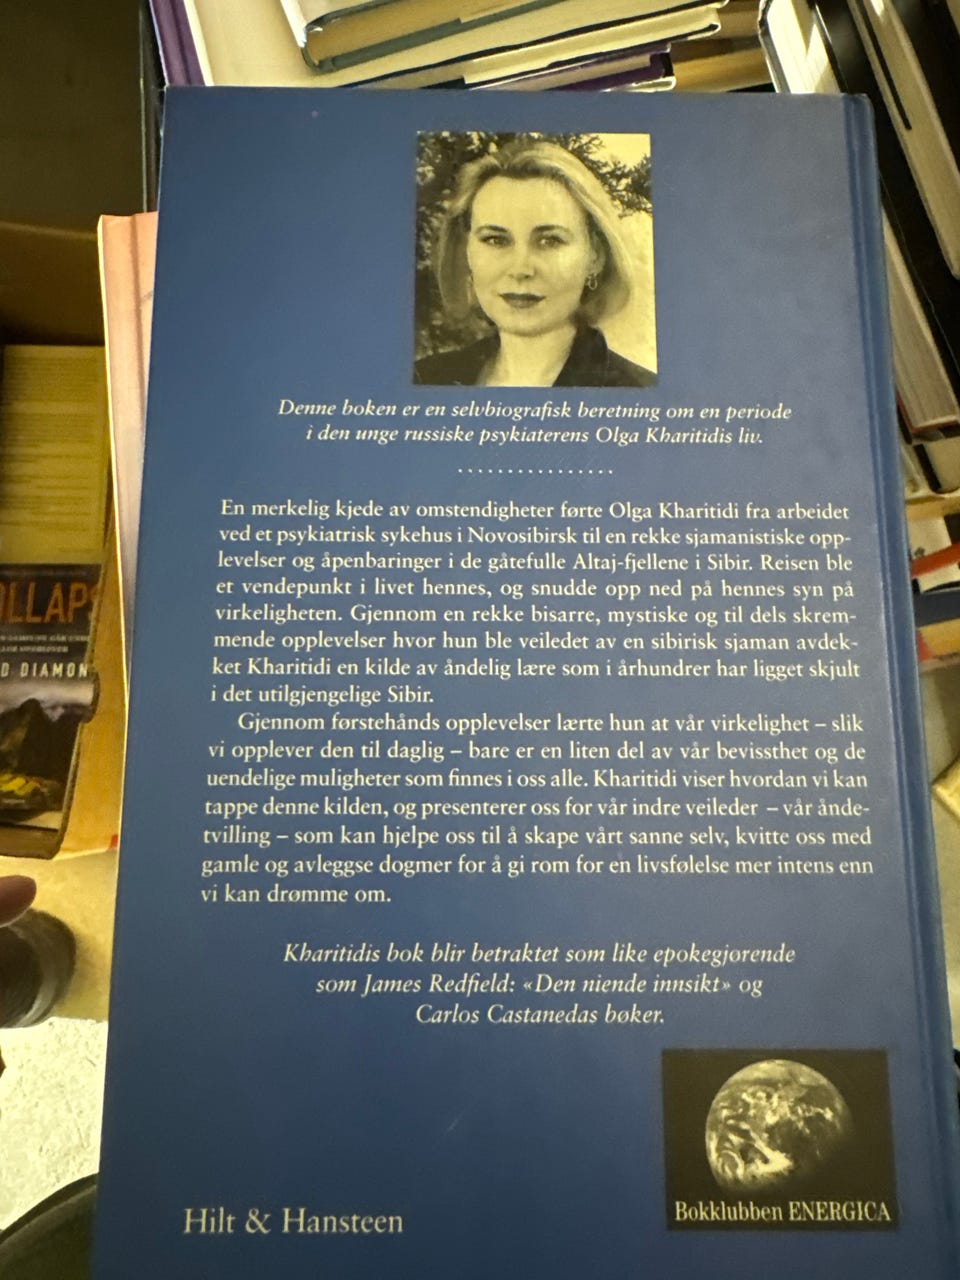 Denne boken er en selvbiografisk beretning om en periode
i den unge russiske psykiaterens Olga Kharitidis liv.
En merkelig kjede av omstendigheter førte Olga Kharitidi fra arbeidet
ved et psykiatrisk sykehus i Novosibirsk til en rekke sjamanistiske opp-
levelser og åpenbaringer i de gåtefulle Altaj-fjellene i Sibir. Reisen ble
et vendepunkt i livet hennes, og snudde opp ned på hennes syn på
virkeligheten. Gjennom en rekke bisarre, mystiske og til dels skrem-
mende opplevelser hvor hun ble veiledet av en sibirisk sjaman avdek-
ket Kharitidi en kilde av åndelig lære som i århundrer har ligget skjult
i det utilgjengelige Sibir.
Gjennom førstehånds opplevelser lærte hun at vår virkelighet – slik
vi opplever den til daglig – bare er en liten del av vår bevissthet og de
uendelige muligheter som finnes i oss alle. Kharitidi viser hvordan vi kan
tappe denne kilden, og presenterer oss for vår indre veileder – vår ånde-
tvilling – som kan hjelpe oss til å skape vårt sanne selv, kvitte oss med
gamle og avleggse dogmer for å gi rom for en livsfølelse mer intens enn
vi kan drømme om.
Kharitidis bok blir betraktet som like epokegjørende
som James Redfield: «Den niende innsikt» og
Carlos Castanedas bøker.
Hilt & Hansteen
Bokklubben ENERGICA
OLLAPS
D DIAMON